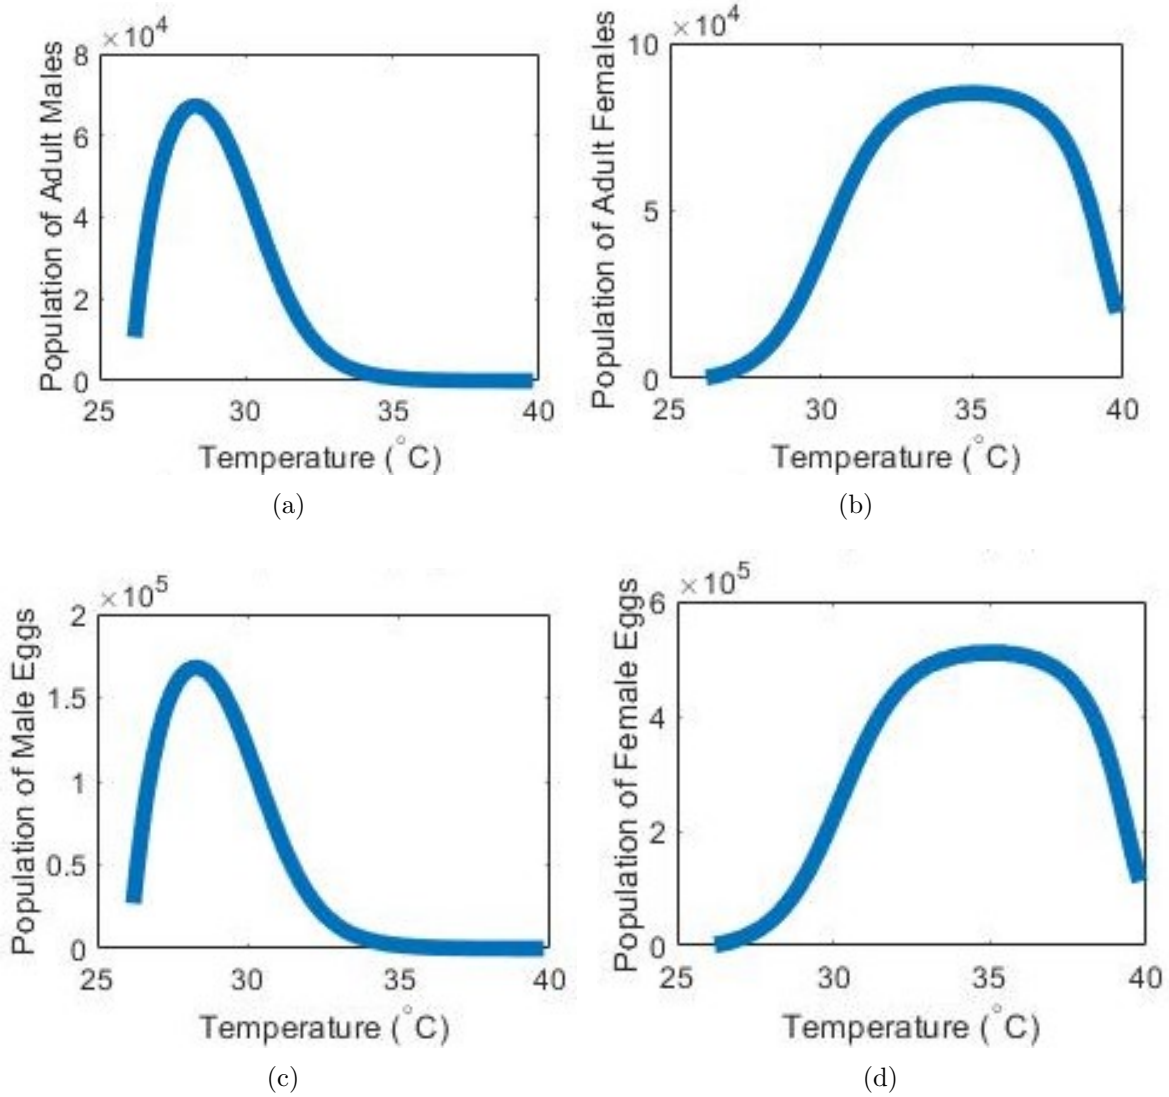 ×10⁴
8
6
4
2
0
25 30 35 40
Population of Adult Males
Temperature (°C)
(a)
×10⁴
10
5
0
25 30 35 40
Population of Adult Females
Temperature (°C)
(b)
×10⁵
2
1.5
1
0.5
0
25 30 35 40
Population of Male Eggs
Temperature (°C)
(c)
×10⁵
6
4
2
0
25 30 35 40
Population of Female Eggs
Temperature (°C)
(d)